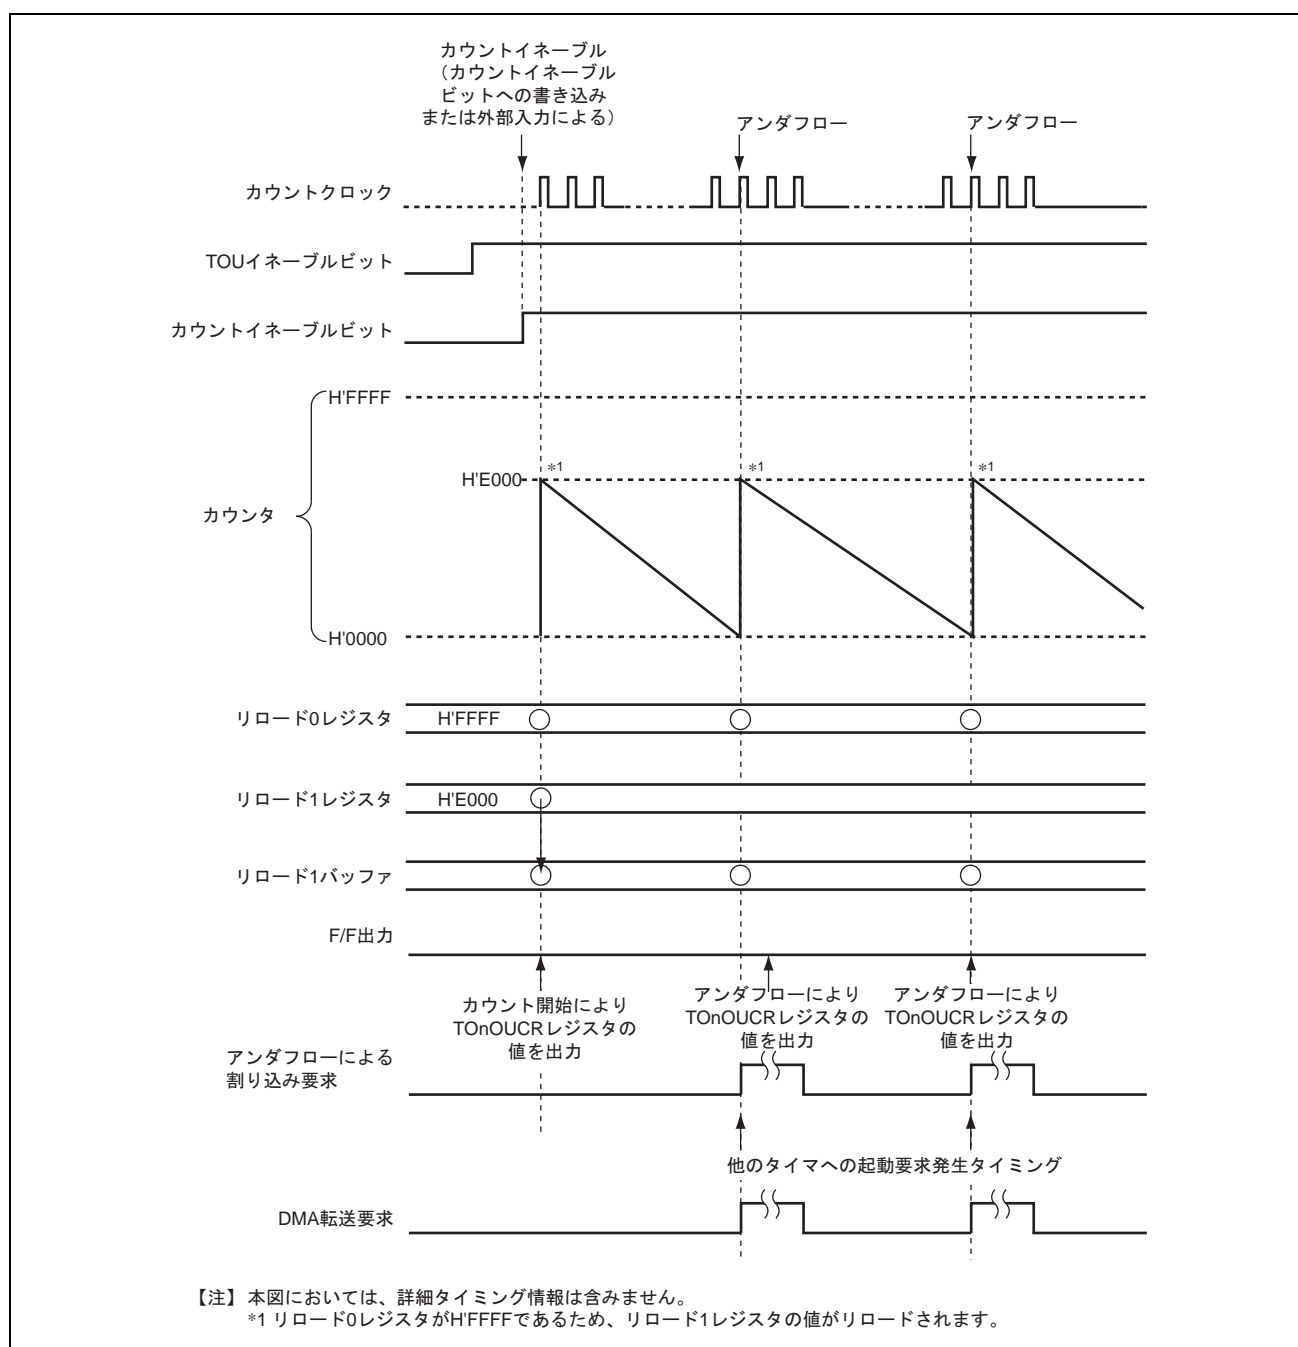 カウントイネーブル
（カウントイネーブル
ビットへの書き込み
または外部入力による）
アンダフロー
アンダフロー
カウントクロック
TOUイネーブルビット
カウントイネーブルビット
H'FFFF
H'E000
*1
*1
*1
カウンタ
H'0000
リロード0レジスタ
H'FFFF
リロード1レジスタ
H'E000
リロード1バッファ
F/F出力
カウント開始により
TOnOUCRレジスタの
値を出力
アンダフローにより
TOnOUCRレジスタの
値を出力
アンダフローにより
TOnOUCRレジスタの
値を出力
アンダフローによる
割り込み要求
他のタイマへの起動要求発生タイミング
DMA転送要求
【注】 本図においては、詳細タイミング情報は含みません。
*1 リロード0レジスタがH'FFFFであるため、リロード1レジスタの値がリロードされます。